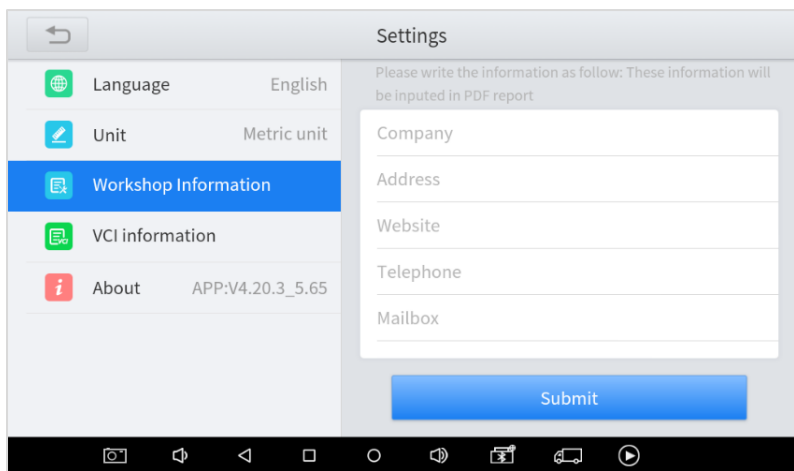 Settings
Language English
Unit Metric unit
Workshop Information
VCI information
About APP:V4.20.3_5.65
Please write the information as follow: These information will
be inputed in PDF report
Company
Address
Website
Telephone
Mailbox
Submit